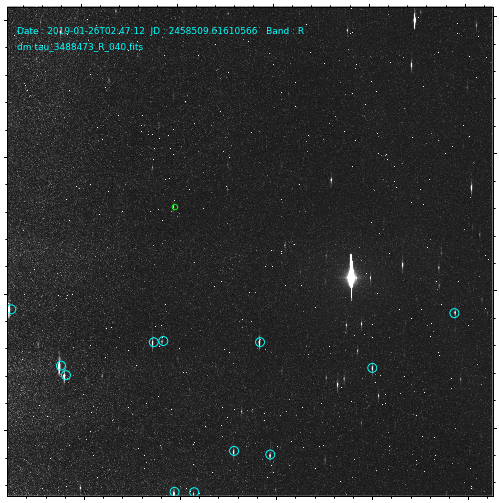 Date : 2019-01-26T02:47:12 JD : 2458509.61610566 Band : R
dm tau_3488473_R_040.fits